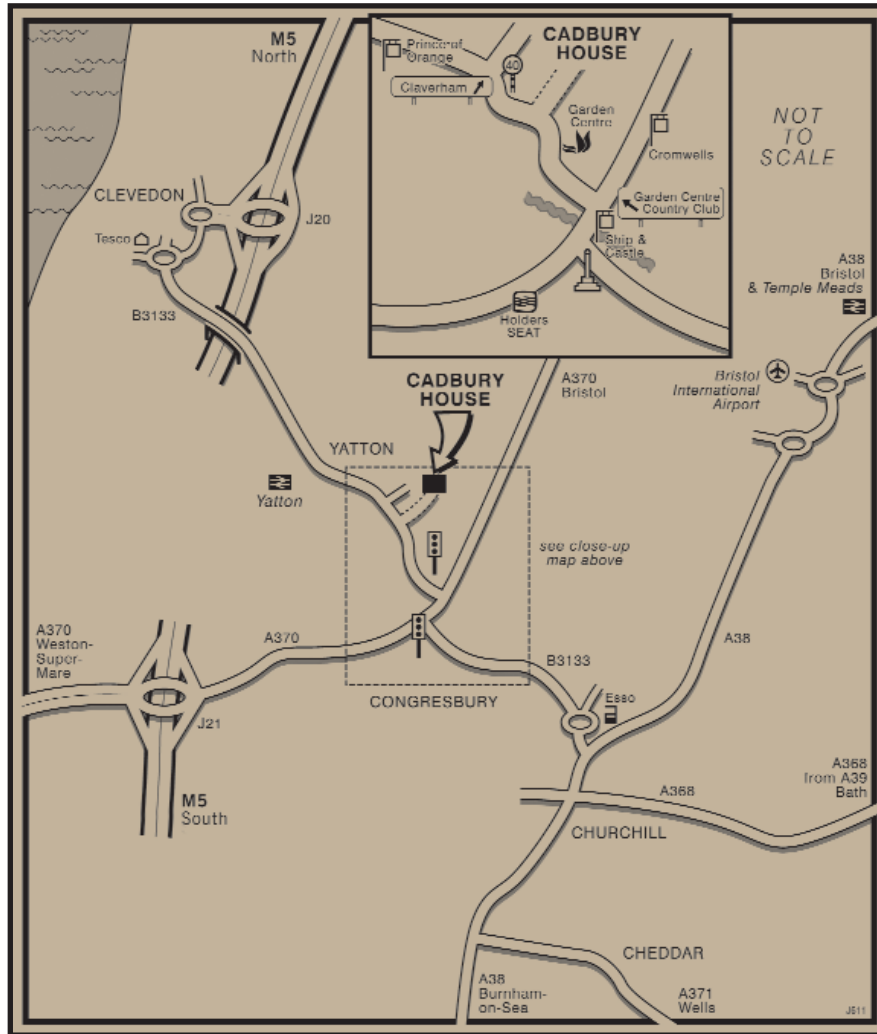 M5
North
Prince of
Orange
40
CADBURY
HOUSE
Claverham
Garden
Centre
Cromwells
NOT
TO
SCALE
CLEVEDON
J20
Garden Centre
Country Club
Tesco
Ship &
Castle
A38
Bristol
& Temple Meads
B3133
Holders
SEAT
CADBURY
HOUSE
A370
Bristol
Bristol
International
Airport
YATTON
Yatton
see close-up
map above
A370
Weston-
Super-
Mare
A370
A38
B3133
CONGRESBURY
Esso
J21
M5
South
A368
A368
from A39
Bath
CHURCHILL
CHEDDAR
A38
Burnham-
on-Sea
A371
Wells
J511